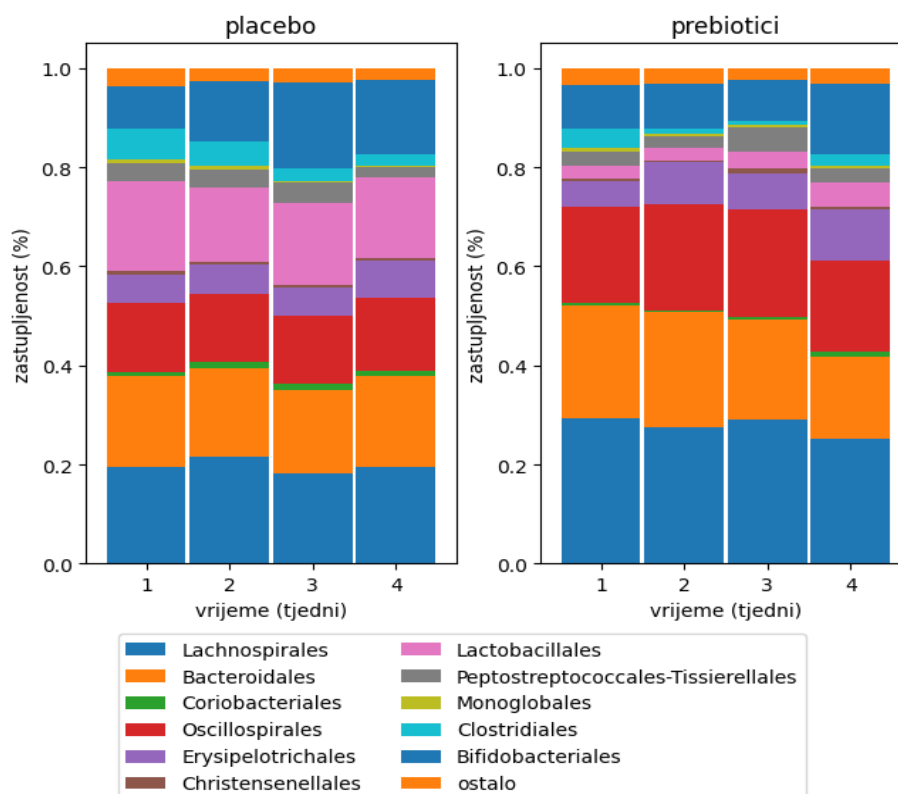 placebo
prebiotici
zastupljenost (%)
1.0
0.8
0.6
0.4
0.2
0.0
1 2 3 4
vrijeme (tjedni)
zastupljenost (%)
1.0
0.8
0.6
0.4
0.2
0.0
1 2 3 4
vrijeme (tjedni)
Lachnospirales
Bacteroidales
Coriobacteriales
Oscillospirales
Erysipelotrichales
Christensenellales
Lactobacillales
Peptostreptococcales-Tissierellales
Monoglobales
Clostridiales
Bifidobacteriales
ostalo